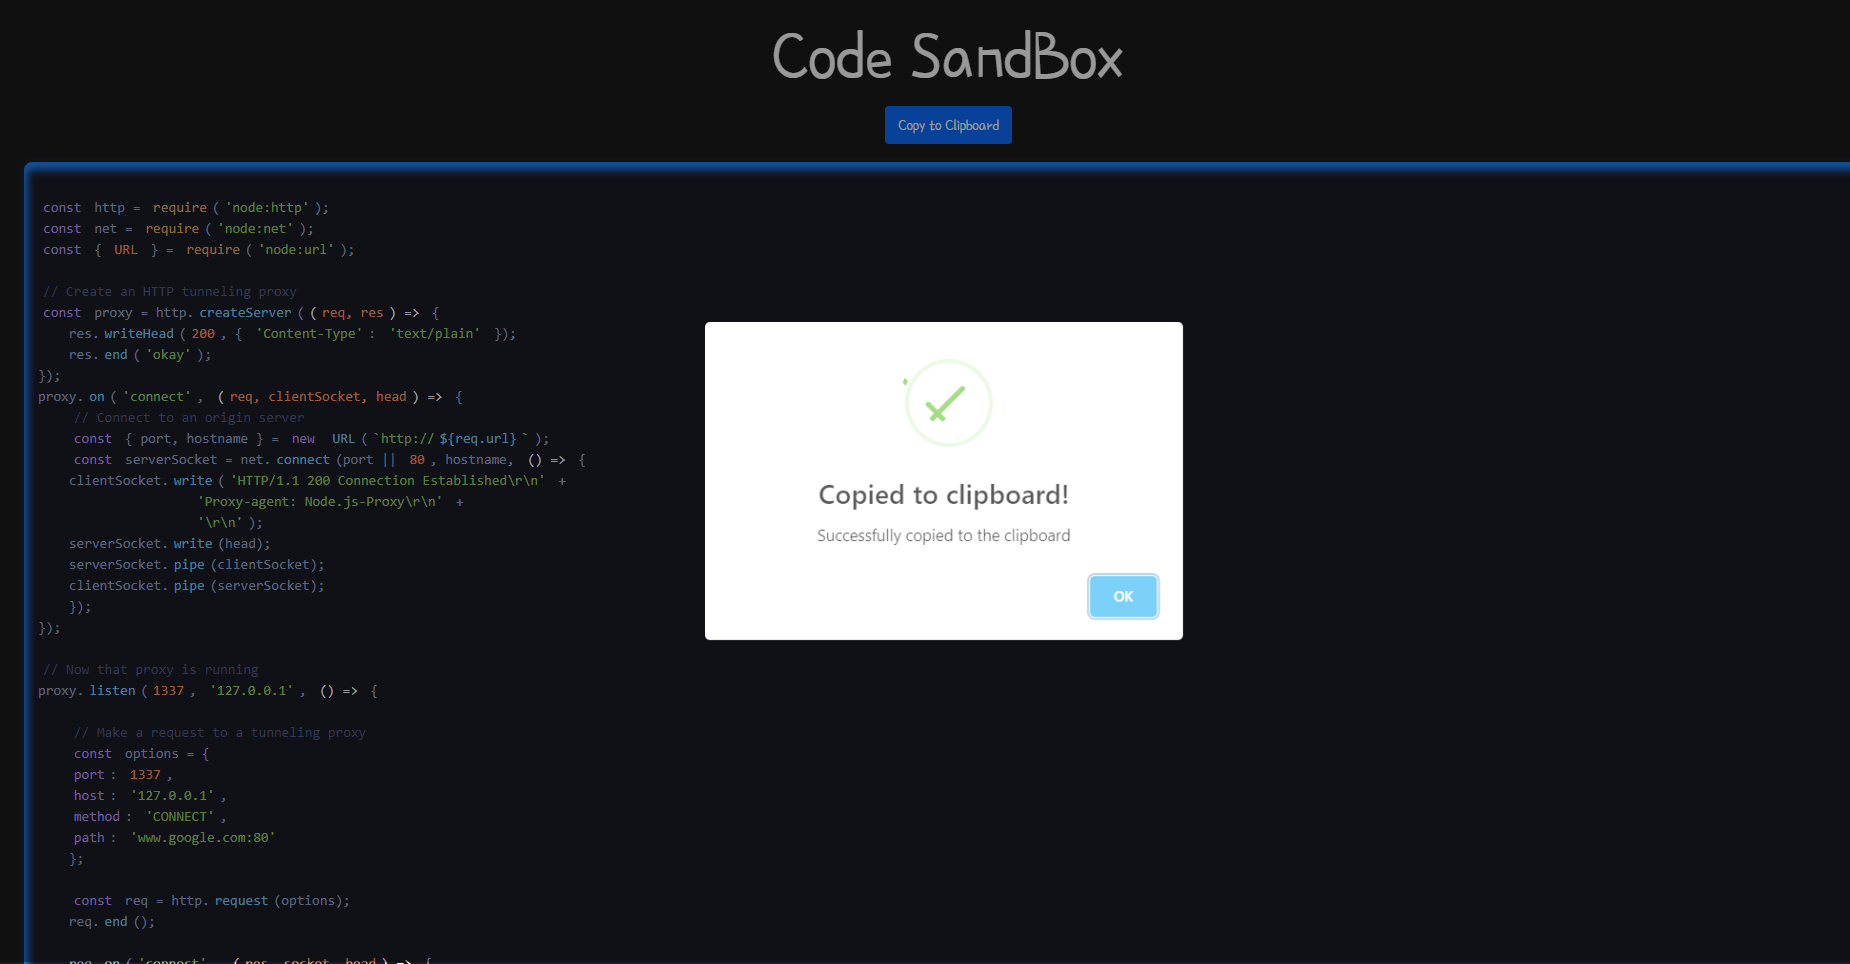 Code SandBox
Copy to Clipboard
const http = require ( 'node:http' );
const net = require ( 'node:net' );
const { URL } = require ( 'node:url' );
// Create an HTTP tunneling proxy
const proxy = http. createServer ( ( req, res ) => {
res. writeHead ( 200 , { 'Content-Type' : 'text/plain' });
res. end ( 'okay' );
});
proxy. on ( 'connect' , ( req, clientSocket, head ) => {
// Connect to an origin server
const { port, hostname } = new URL ( `http:// ${req.url} ` );
const serverSocket = net. connect (port || 80 , hostname, () => {
clientSocket. write ( 'HTTP/1.1 200 Connection Established\r\n' +
'Proxy-agent: Node.js-Proxy\r\n' +
'\r\n' );
serverSocket. write (head);
serverSocket. pipe (clientSocket);
clientSocket. pipe (serverSocket);
});
});
// Now that proxy is running
proxy. listen ( 1337 , '127.0.0.1' , () => {
// Make a request to a tunneling proxy
const options = {
port : 1337 ,
host : '127.0.0.1' ,
method : 'CONNECT' ,
path : 'www.google.com:80'
};
const req = http. request (options);
req. end ();
req. on ( 'connect' , ( res, socket, head ) => {
Copied to clipboard!
Successfully copied to the clipboard
OK